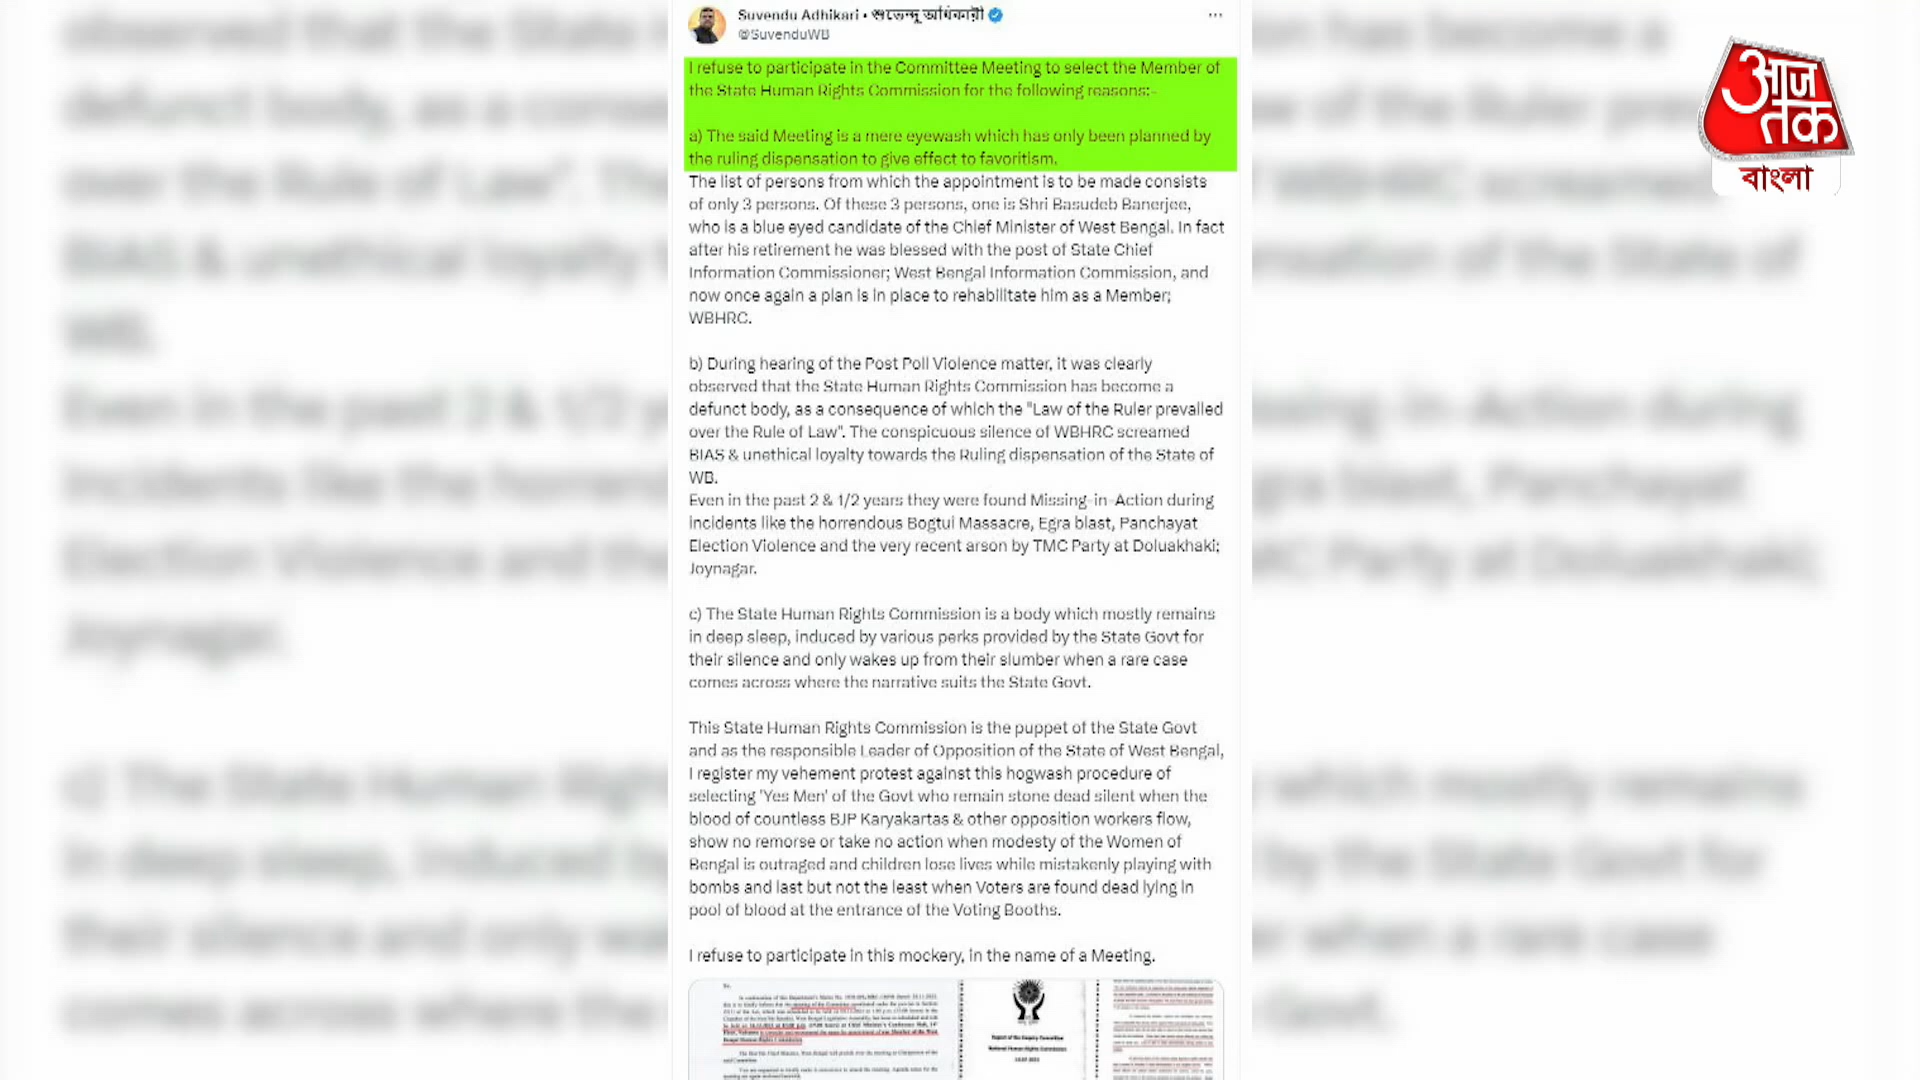 Suvendu Adhikari • শুভেন্দু অধিকারী
@SuvenduWB
I refuse to participate in the Committee Meeting to select the Member of
the State Human Rights Commission for the following reasons:-
a) The said Meeting is a mere eyewash which has only been planned by
the ruling dispensation to give effect to favoritism.
The list of persons from which the appointment is to be made consists
of only 3 persons. Of these 3 persons, one is Shri Basudeb Banerjee,
who is a blue eyed candidate of the Chief Minister of West Bengal. In fact
after his retirement he was blessed with the post of State Chief
Information Commissioner; West Bengal Information Commission, and
now once again a plan is in place to rehabilitate him as a Member;
WBHRC.
b) During hearing of the Post Poll Violence matter, it was clearly
observed that the State Human Rights Commission has become a
defunct body, as a consequence of which the "Law of the Ruler prevailed
over the Rule of Law". The conspicuous silence of WBHRC screamed
BIAS & unethical loyalty towards the Ruling dispensation of the State of
WB.
Even in the past 2 & 1/2 years they were found Missing-in-Action during
incidents like the horrendous Bogtui Massacre, Egra blast, Panchayat
Election Violence and the very recent arson by TMC Party at Doluakhaki;
Joynagar.
c) The State Human Rights Commission is a body which mostly remains
in deep sleep, induced by various perks provided by the State Govt for
their silence and only wakes up from their slumber when a rare case
comes across where the narrative suits the State Govt.
This State Human Rights Commission is the puppet of the State Govt
and as the responsible Leader of Opposition of the State of West Bengal,
I register my vehement protest against this hogwash procedure of
selecting 'Yes Men' of the Govt who remain stone dead silent when the
blood of countless BJP Karyakartas & other opposition workers flow,
show no remorse or take no action when modesty of the Women of
Bengal is outraged and children lose lives while mistakenly playing with
bombs and last but not the least when Voters are found dead lying in
pool of blood at the entrance of the Voting Booths.
I refuse to participate in this mockery, in the name of a Meeting.
Report of the Enquiry Committee
National Human Rights Commission
आज
तक
বাংলা